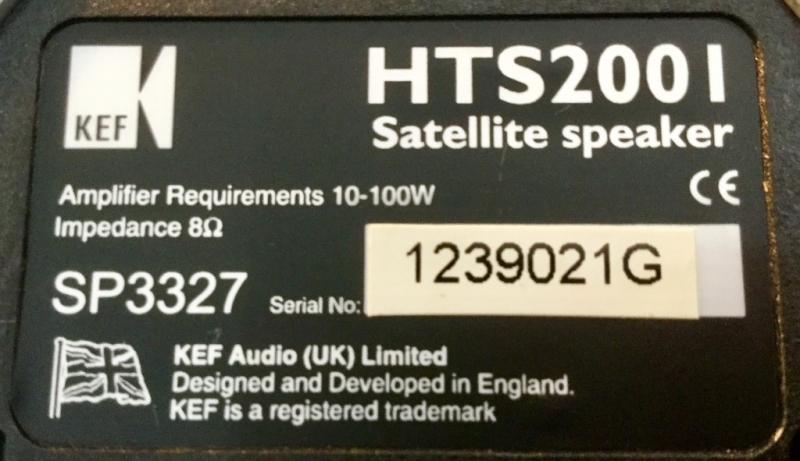 KEF
HTS2001
Satellite speaker
CE
Amplifier Requirements 10-100W
Impedance 8Ω
SP3327 Serial No: 1239021G
KEF Audio (UK) Limited
Designed and Developed in England.
KEF is a registered trademark